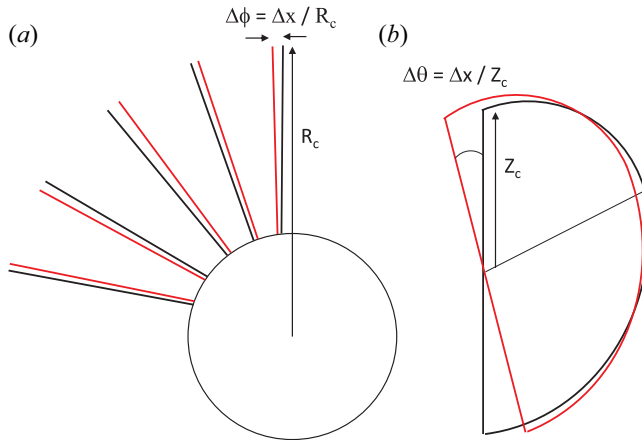 (a)
Δϕ = Δx / R_c
R_c
(b)
Δθ = Δx / Z_c
Z_c